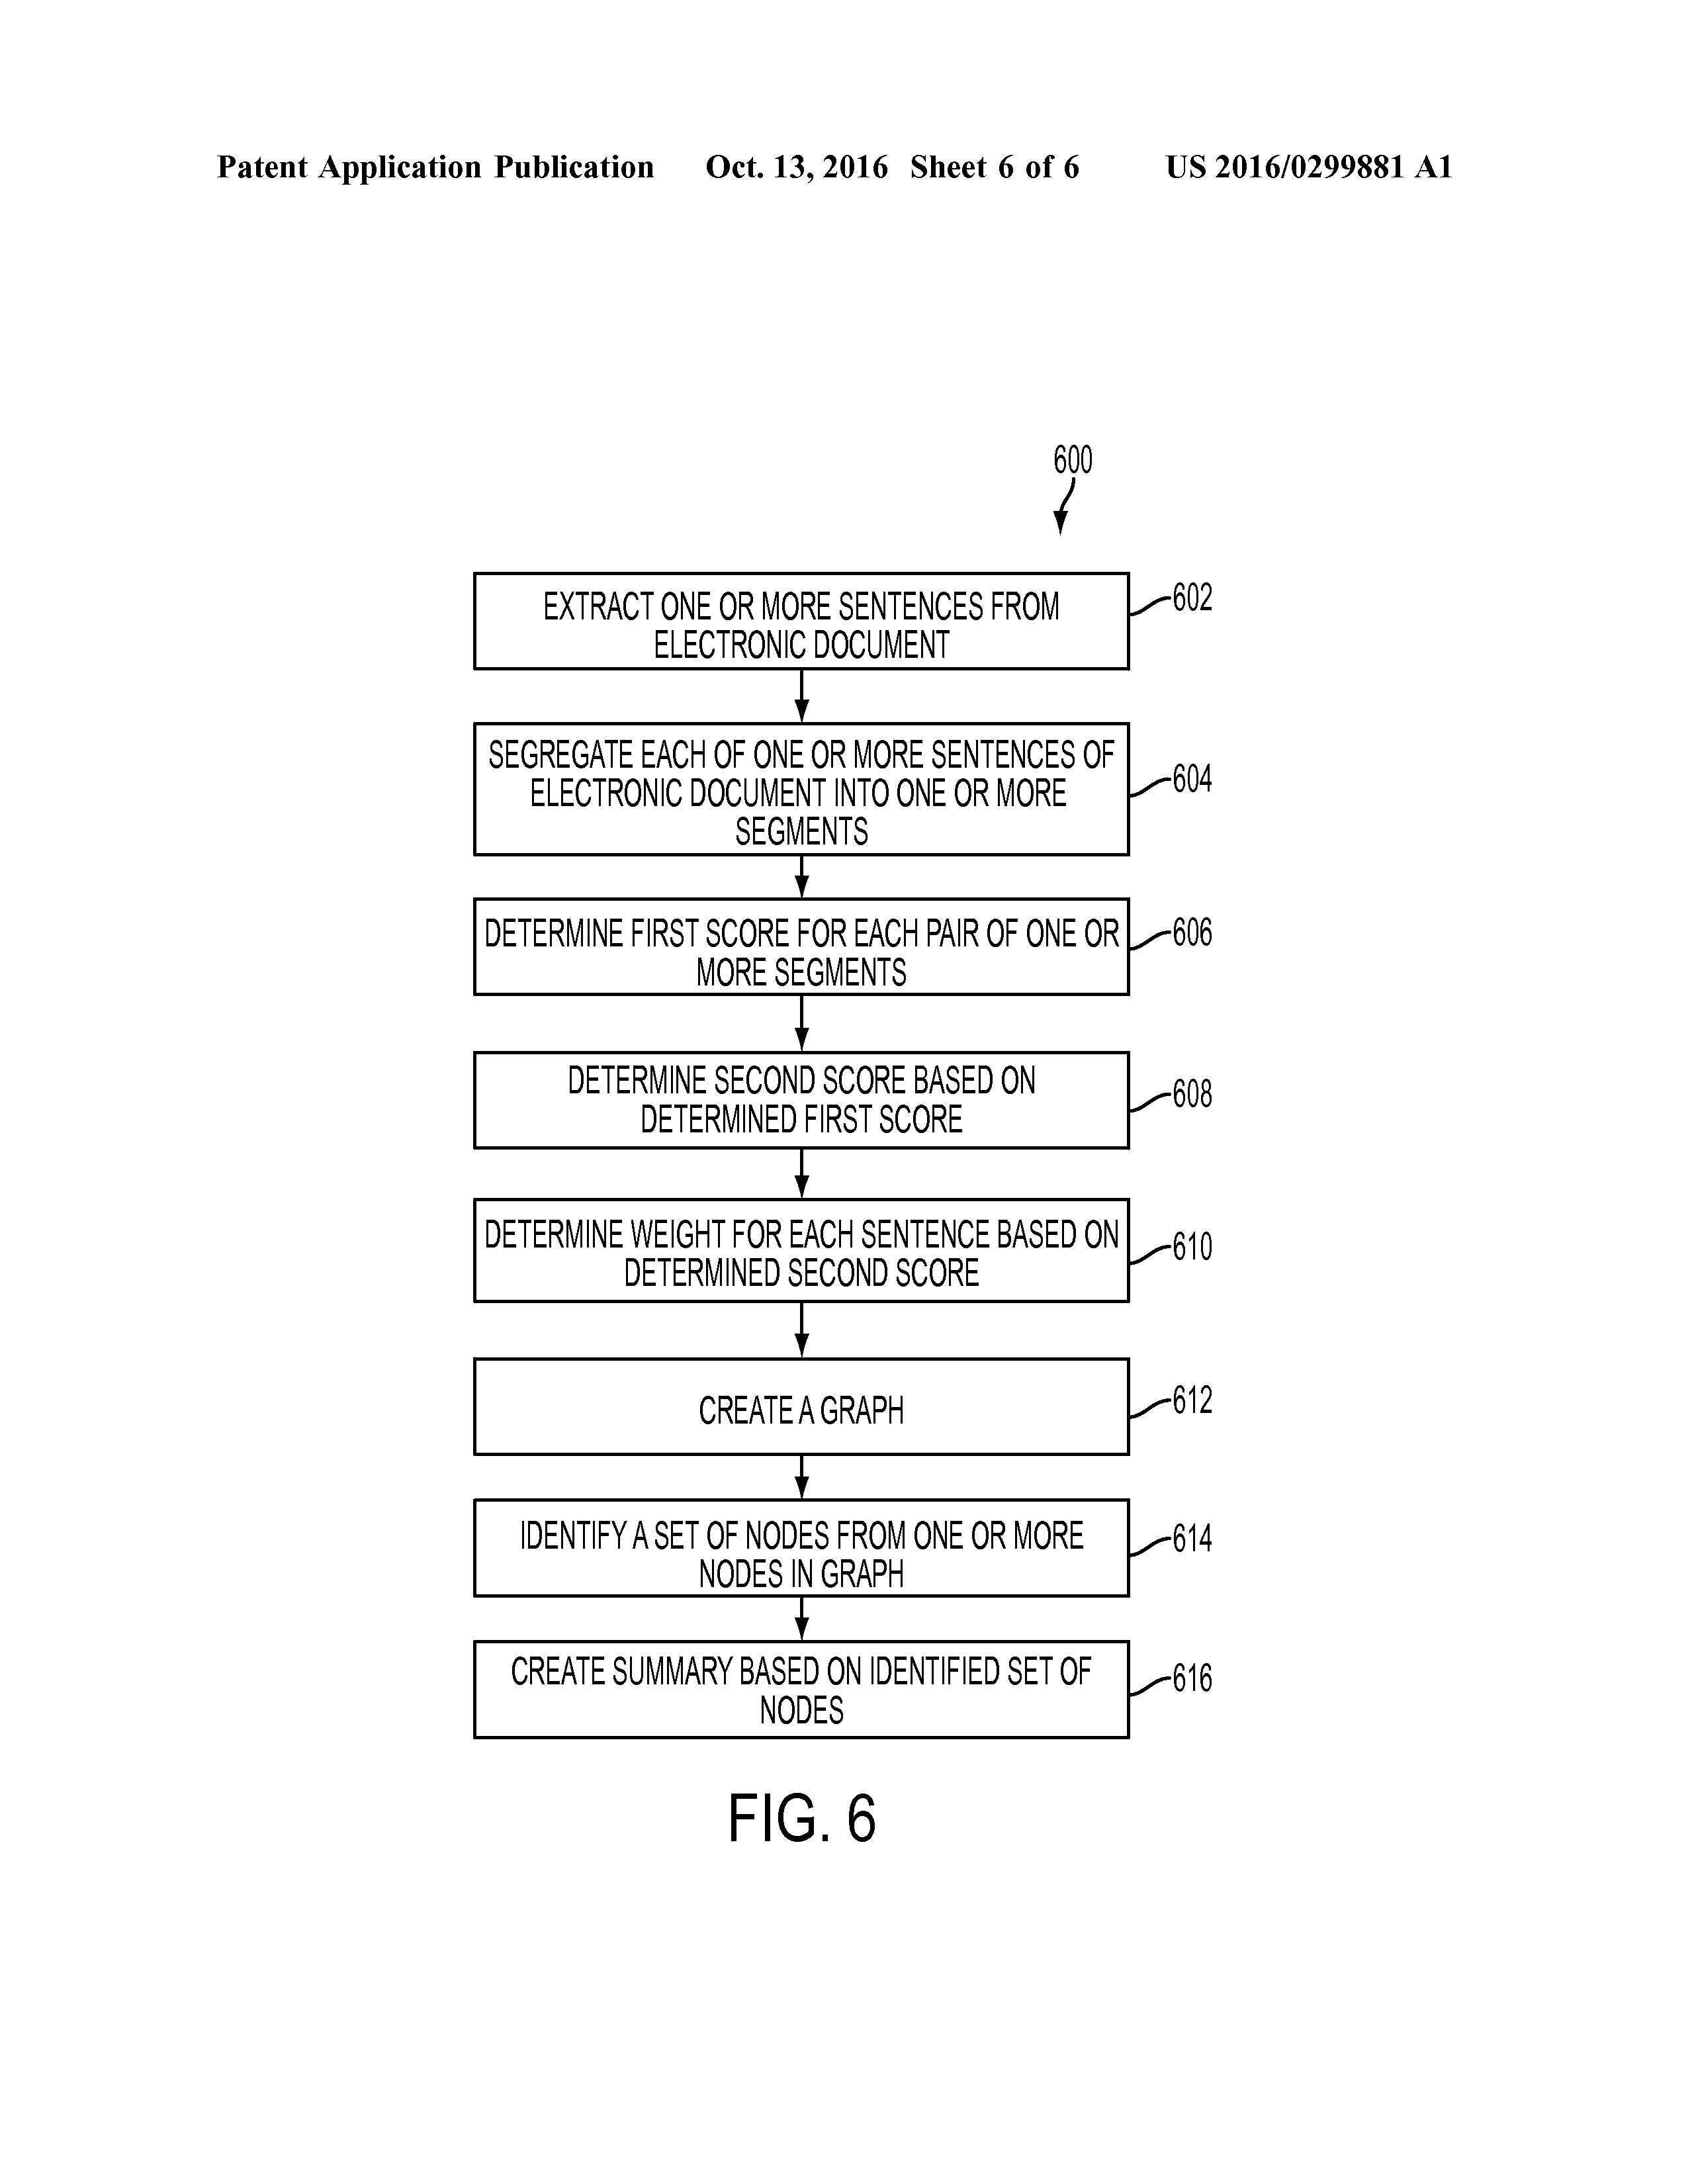 Patent Application Publication Oct. 13, 2016 Sheet 6 of 6 US 2016/0299881 A1
600
EXTRACT ONE OR MORE SENTENCES FROM
ELECTRONIC DOCUMENT
602
SEGREGATE EACH OF ONE OR MORE SENTENCES OF
ELECTRONIC DOCUMENT INTO ONE OR MORE
SEGMENTS
604
DETERMINE FIRST SCORE FOR EACH PAIR OF ONE OR
MORE SEGMENTS
606
DETERMINE SECOND SCORE BASED ON
DETERMINED FIRST SCORE
608
DETERMINE WEIGHT FOR EACH SENTENCE BASED ON
DETERMINED SECOND SCORE
610
CREATE A GRAPH
612
IDENTIFY A SET OF NODES FROM ONE OR MORE
NODES IN GRAPH
614
CREATE SUMMARY BASED ON IDENTIFIED SET OF
NODES
616
FIG. 6